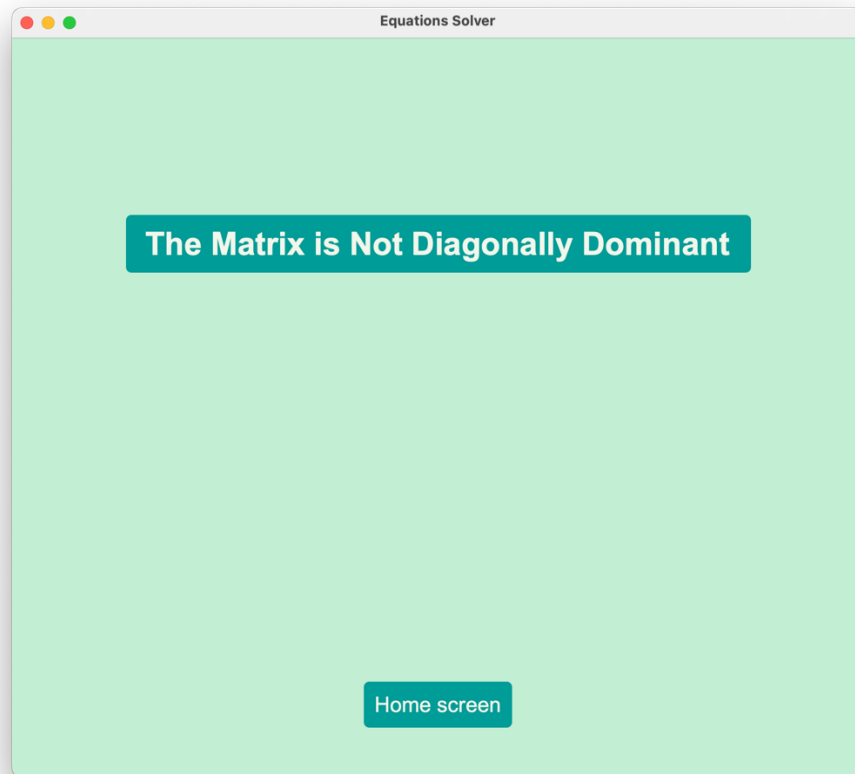 Equations Solver
The Matrix is Not Diagonally Dominant
Home screen